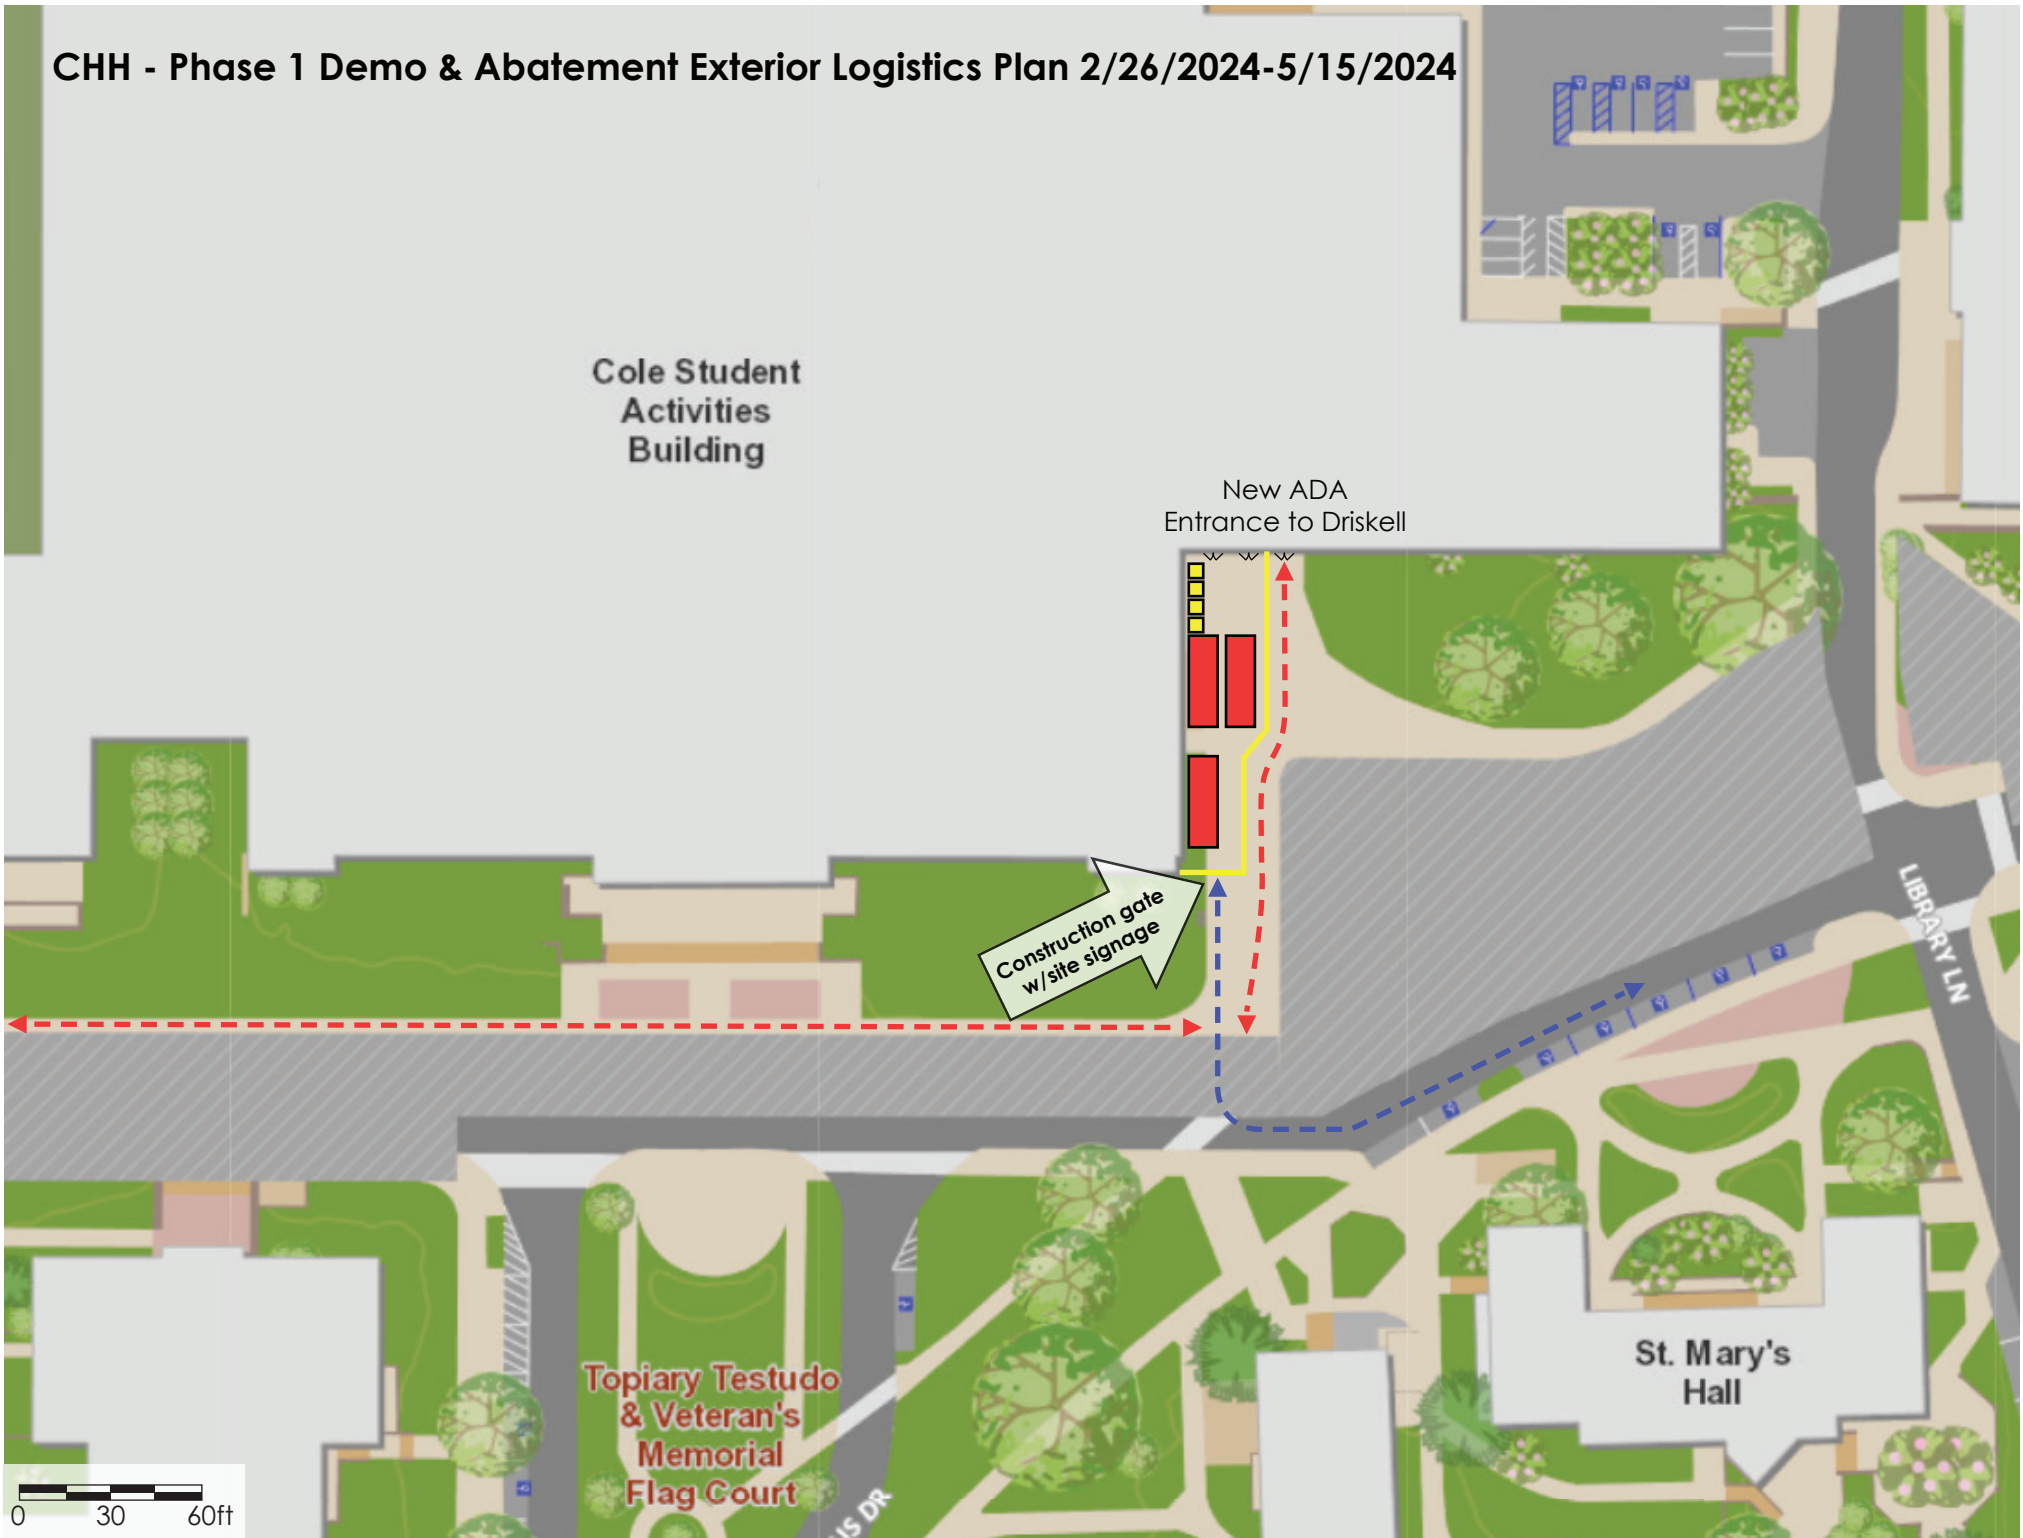 CHH - Phase 1 Demo & Abatement Exterior Logistics Plan 2/26/2024-5/15/2024
Cole Student
Activities
Building
New ADA
Entrance to Driskell
Construction gate
w/site signage
LIBRARY LN
St. Mary's
Hall
Topiary Testudo
& Veteran's
Memorial
Flag Court
US DR
0 30 60ft